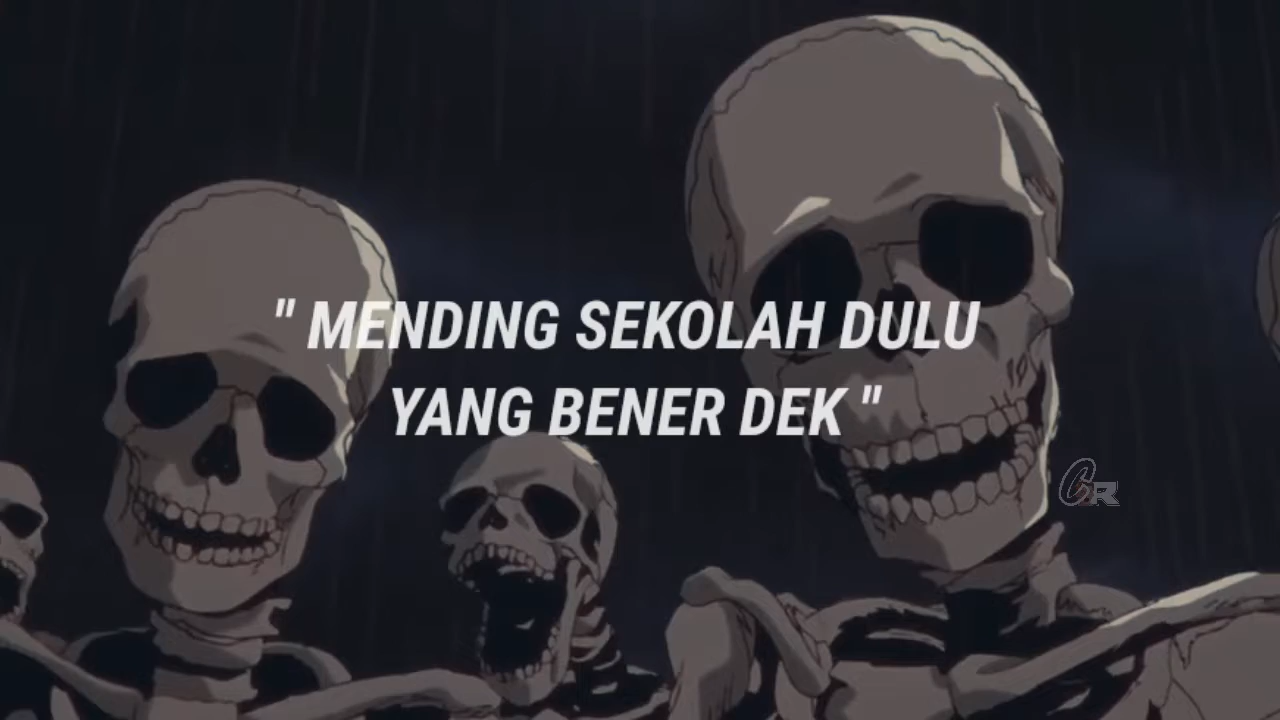 " MENDING SEKOLAH DULU
YANG BENER DEK "